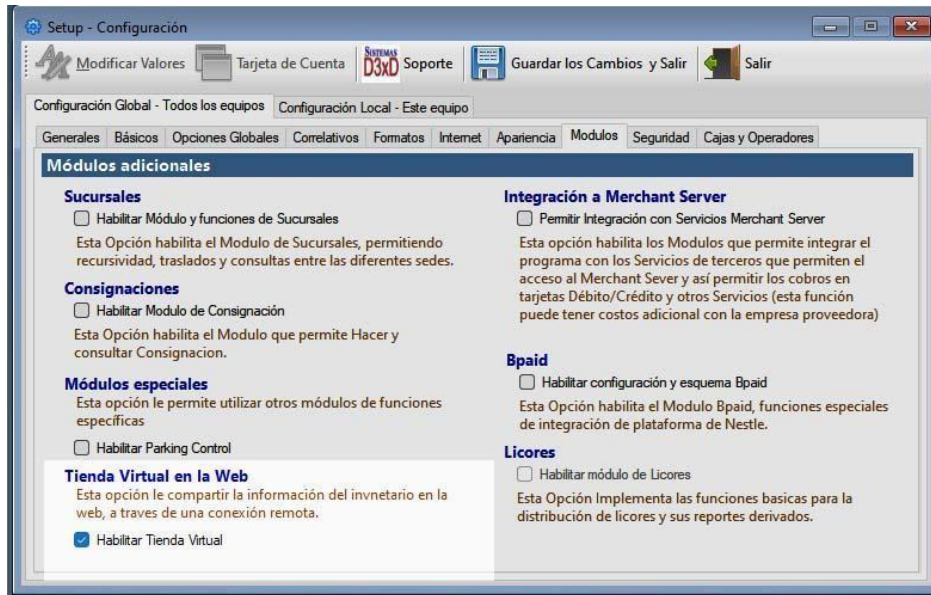 Setup - Configuración
Modificar Valores Tarjeta de Cuenta SISTEMAS D3xD Soporte Guardar los Cambios y Salir Salir
Configuración Global - Todos los equipos Configuración Local - Este equipo
Generales Básicos Opciones Globales Correlativos Formatos Internet Apariencia Modulos Seguridad Cajas y Operadores
Módulos adicionales
Sucursales
Habilitar Módulo y funciones de Sucursales
Esta Opción habilita el Modulo de Sucursales, permitiendo
recursividad, traslados y consultas entre las diferentes sedes.
Consignaciones
Habilitar Modulo de Consignación
Esta Opción habilita el Modulo que permite Hacer y
consultar Consignacion.
Módulos especiales
Esta opción le permite utilizar otros módulos de funciones
específicas
Habilitar Parking Control
Tienda Virtual en la Web
Esta opción le compartir la información del invnetario en la
web, a traves de una conexión remota.
Habilitar Tienda Virtual
Integración a Merchant Server
Permitir Integración con Servicios Merchant Server
Esta opción habilita los Modulos que permite integrar el
programa con los Servicios de terceros que permiten el
acceso al Merchant Sever y así permitir los cobros en
tarjetas Débito/Crédito y otros Servicios (esta función
puede tener costos adicional con la empresa proveedora)
Bpaid
Habilitar configuración y esquema Bpaid
Esta Opción habilita el Modulo Bpaid, funciones especiales
de integración de plataforma de Nestle.
Licores
Habilitar módulo de Licores
Esta Opción Implementa las funciones basicas para la
distribución de licores y sus reportes derivados.